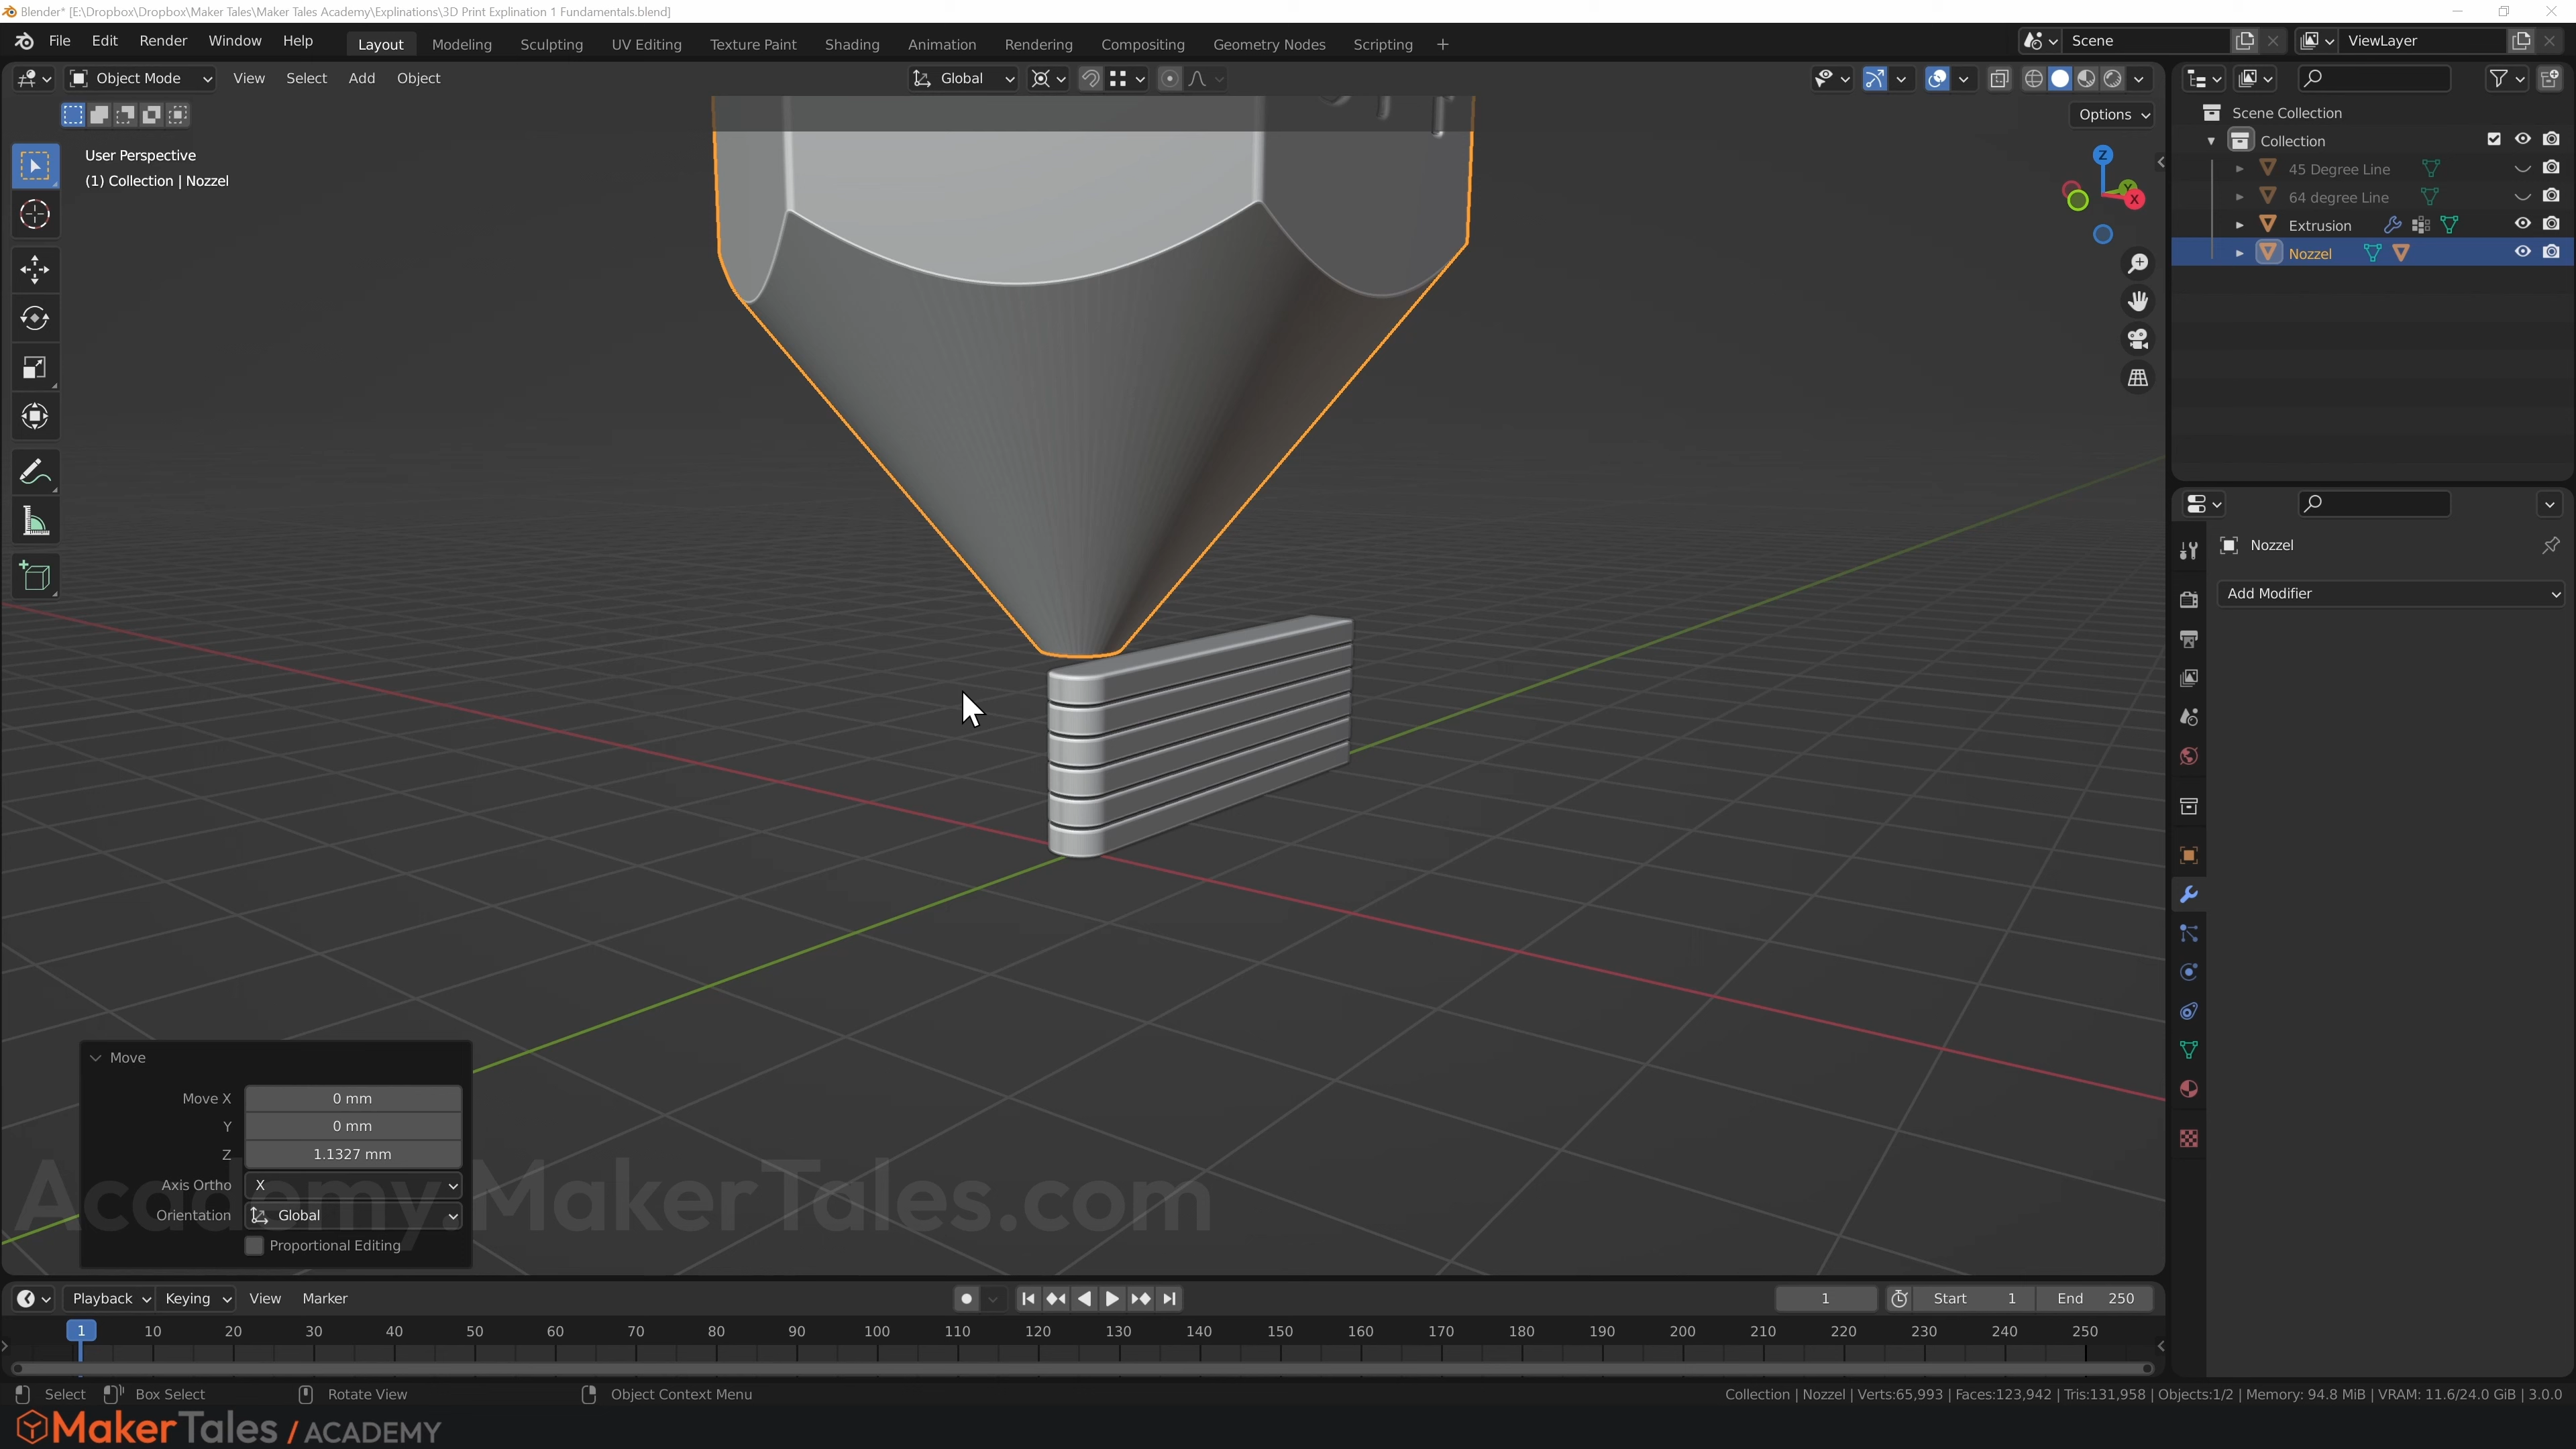 Blender* [E:\Dropbox\Dropbox\Maker Tales\Maker Tales Academy\Explinations\3D Print Explination 1 Fundamentals.blend]
File Edit Render Window Help Layout Modeling Sculpting UV Editing Texture Paint Shading Animation Rendering Compositing Geometry Nodes Scripting + Scene ViewLayer
Object Mode View Select Add Object Global
Options
User Perspective
(1) Collection | Nozzel
Z
Y
X
Scene Collection
Collection
45 Degree Line
64 degree Line
Extrusion
Nozzel
Nozzel
Add Modifier
Move
Move X 0 mm
Y 0 mm
Z 1.1327 mm
Axis Ortho X
Orientation Global
Proportional Editing
Academy.MakerTales.com
Playback Keying View Marker 1 Start 1 End 250
1 10 20 30 40 50 60 70 80 90 100 110 120 130 140 150 160 170 180 190 200 210 220 230 240 250
Select Box Select Rotate View Object Context Menu Collection | Nozzel | Verts:65,993 | Faces:123,942 | Tris:131,958 | Objects:1/2 | Memory: 94.8 MiB | VRAM: 11.6/24.0 GiB | 3.0.0
MakerTales / ACADEMY